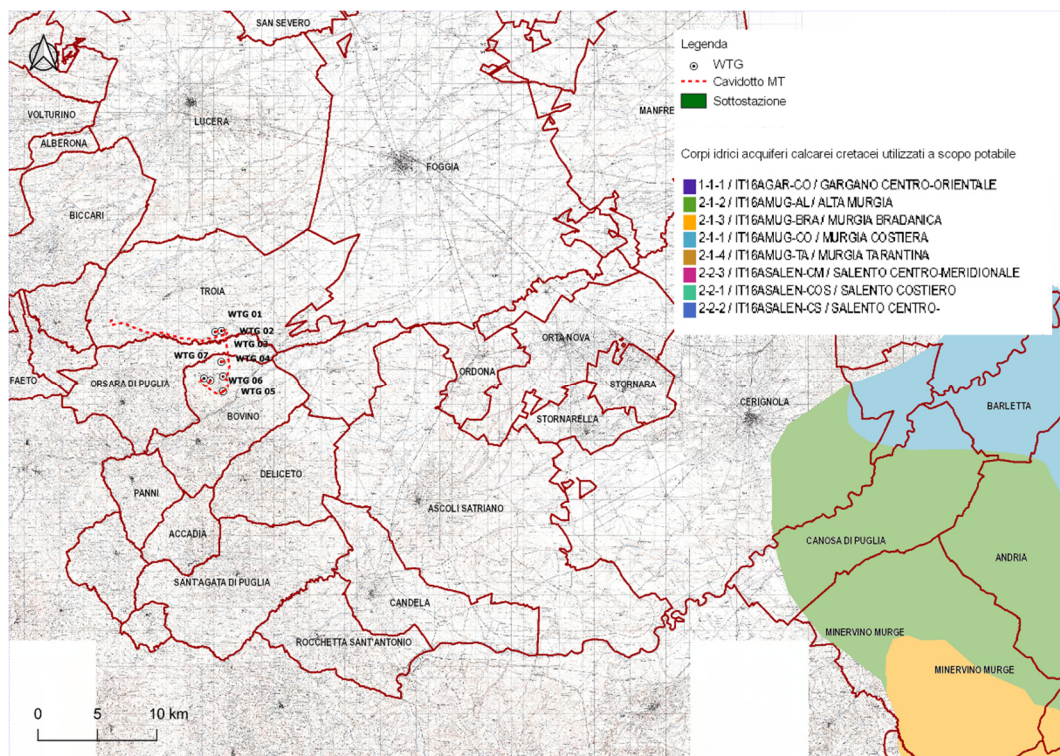 SAN SEVERO
Legenda
WTG
Cavidotto MT
Sottostazione
VOLTURINO
LUCERA
MANFRE
ALBERONA
FOGGIA
Corpi idrici acquiferi calcarei cretacei utilizzati a scopo potabile
1-1-1 / IT16AGAR-CO / GARGANO CENTRO-ORIENTALE
2-1-2 / IT16AMUG-AL / ALTA MURGIA
2-1-3 / IT16AMUG-BRA / MURGIA BRADANICA
2-1-1 / IT16AMUG-CO / MURGIA COSTIERA
2-1-4 / IT16AMUG-TA / MURGIA TARANTINA
2-2-3 / IT16ASALEN-CM / SALENTO CENTRO-MERIDIONALE
2-2-1 / IT16ASALEN-COS / SALENTO COSTIERO
2-2-2 / IT16ASALEN-CS / SALENTO CENTRO-
BICCARI
TROIA
WTG 01
WTG 02
WTG 03
WTG 07
WTG 04
WTG 06
WTG 05
ORTA NOVA
FAETO
ORSARA DI PUGLIA
ORDONA
STORNARA
BOVINO
STORNARELLA
CERIGNOLA
BARLETTA
DELICETO
PANNI
ASCOLI SATRIANO
ACCADIA
CANOSA DI PUGLIA
ANDRIA
SANT'AGATA DI PUGLIA
CANDELA
MINERVINO MURGE
ROCCHETTA SANT'ANTONIO
MINERVINO MURGE
0 5 10 km